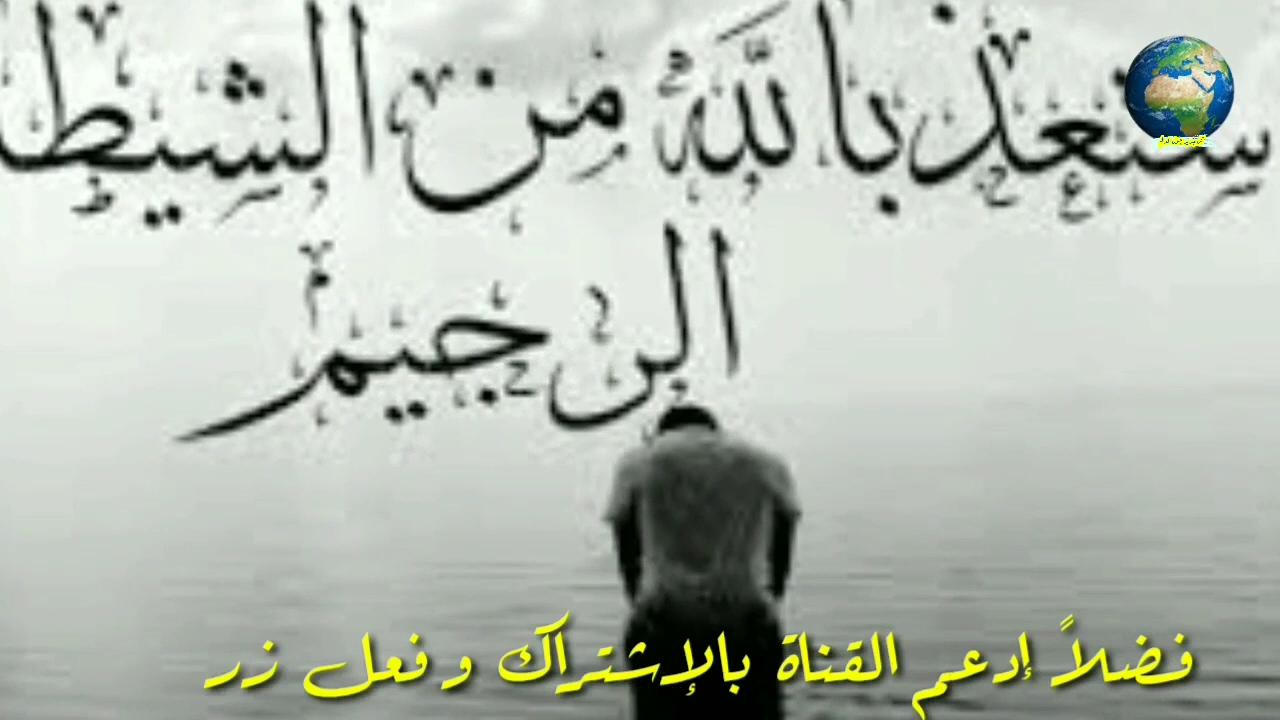 ستعذ بالله من الشيط
الرجيم
فضلاً إدعم القناة بالإشتراك و فعل زر